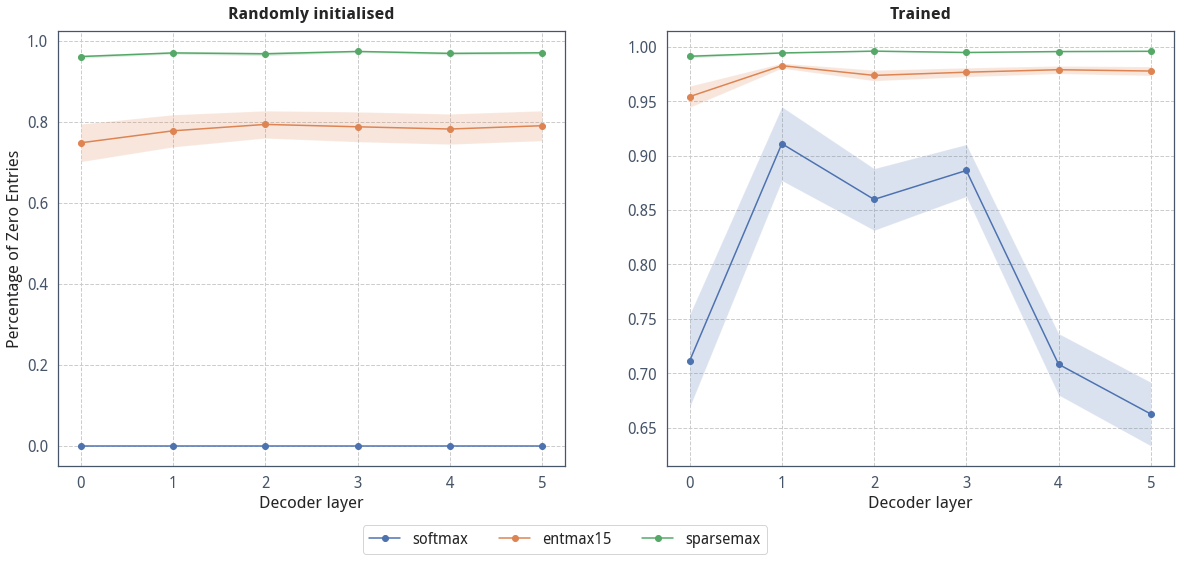 Randomly initialised
Trained
Percentage of Zero Entries
1.0
0.8
0.6
0.4
0.2
0.0
0 1 2 3 4 5
Decoder layer
1.00
0.95
0.90
0.85
0.80
0.75
0.70
0.65
0 1 2 3 4 5
Decoder layer
softmax entmax15 sparsemax